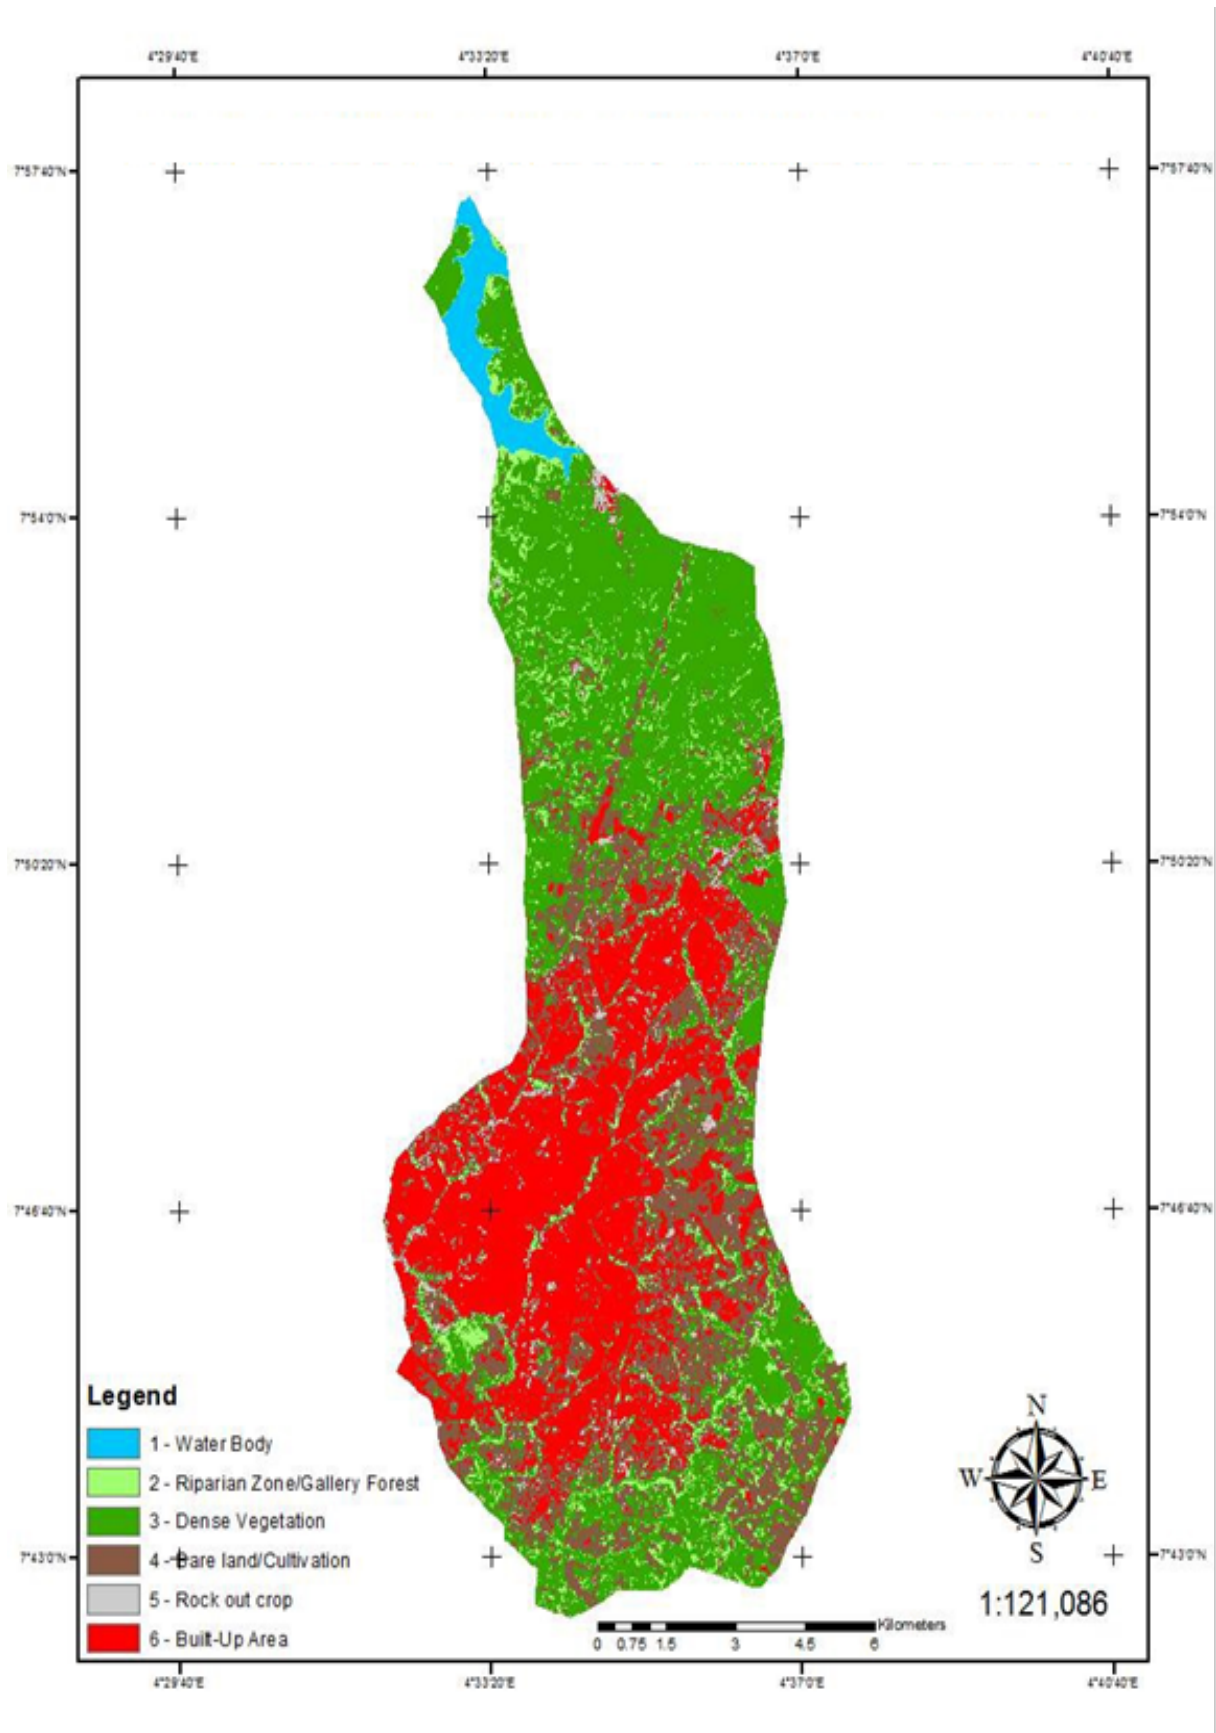 4°29'40"E 4°33'20"E 4°37'0"E 4°40'40"E
7°57'40"N 7°57'40"N
7°54'0"N 7°54'0"N
7°50'20"N 7°50'20"N
7°46'40"N 7°46'40"N
Legend
1 - Water Body
2 - Riparian Zone/Gallery Forest
3 - Dense Vegetation
4 - Bare land/Cultivation
5 - Rock out crop
6 - Built-Up Area
N
W E
S
7°43'0"N 7°43'0"N
1:121,086
Kilometers
0 0.75 1.5 3 4.5 6
4°29'40"E 4°33'20"E 4°37'0"E 4°40'40"E